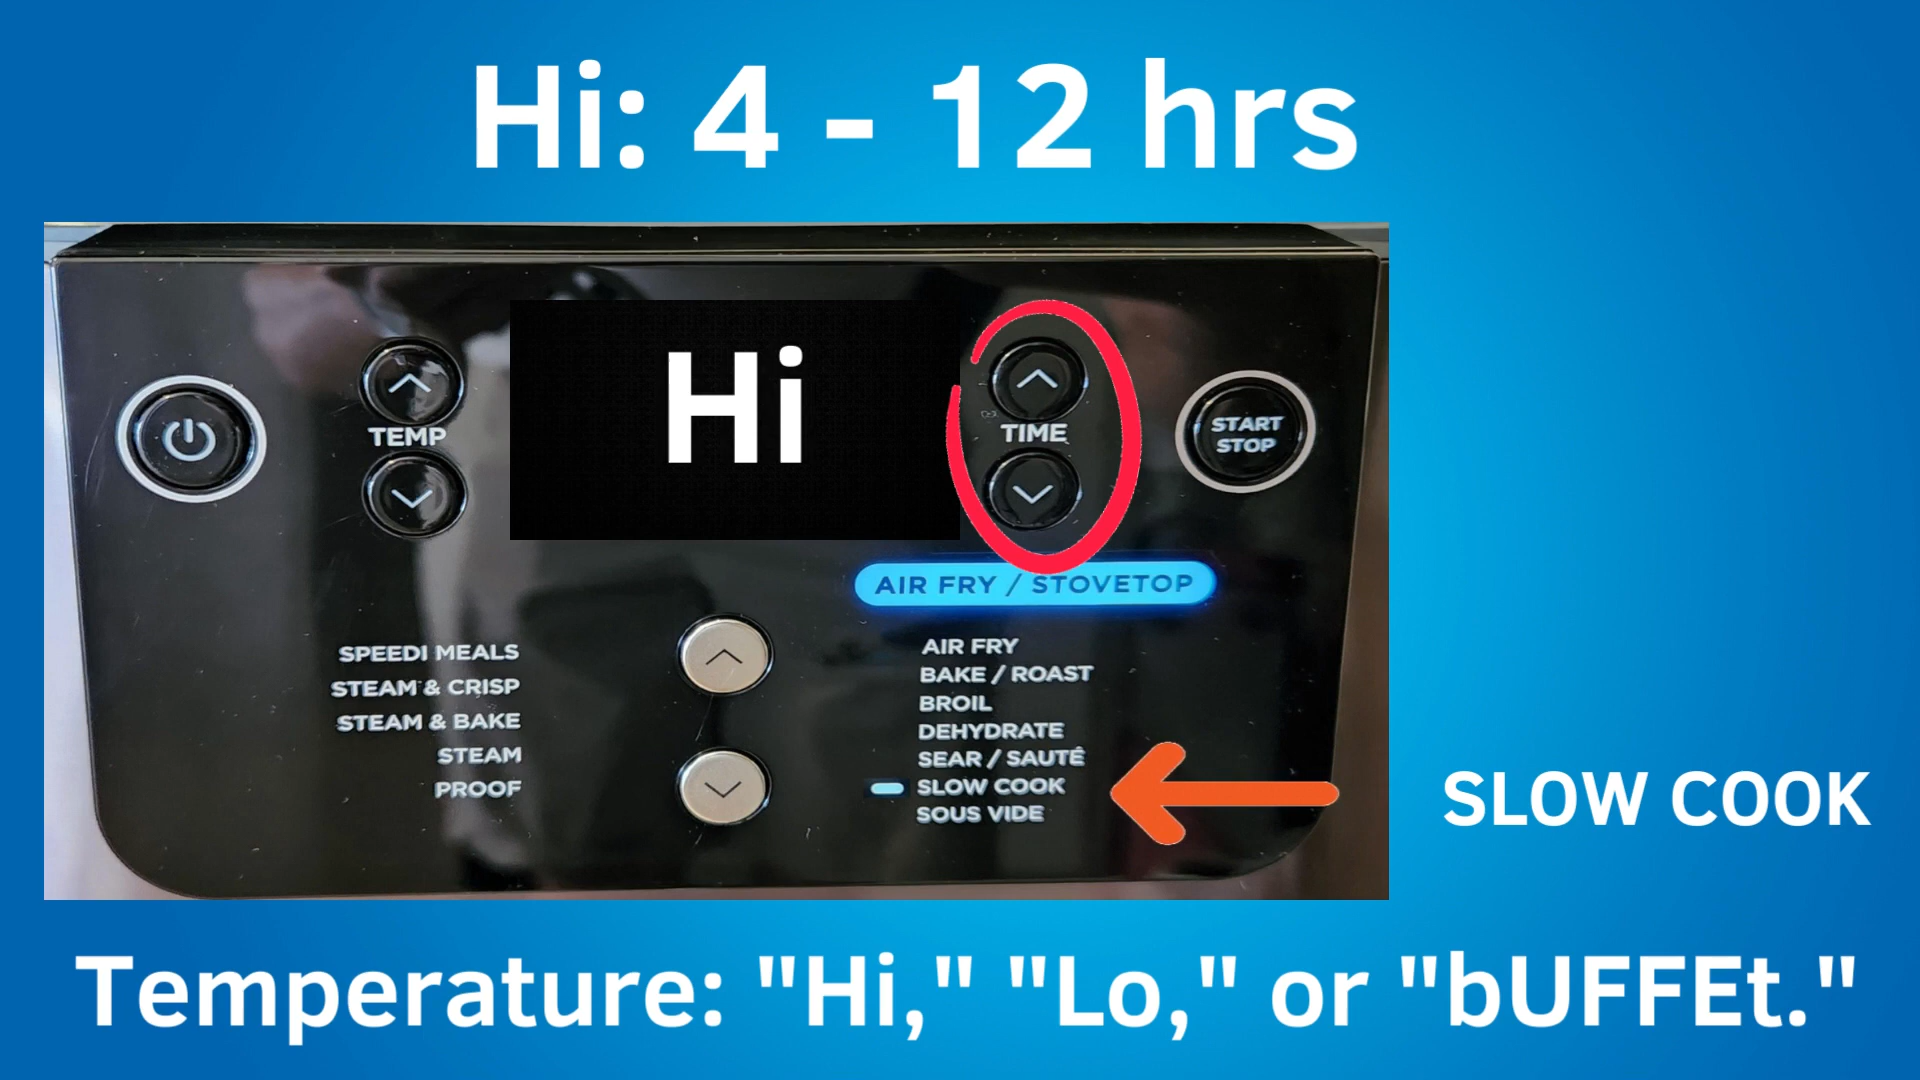 Hi: 4 - 12 hrs
Hi
TEMP
TIME
START
STOP
AIR FRY / STOVETOP
SPEEDI MEALS
STEAM & CRISP
STEAM & BAKE
STEAM
PROOF
AIR FRY
BAKE / ROAST
BROIL
DEHYDRATE
SEAR / SAUTÉ
SLOW COOK
SOUS VIDE
SLOW COOK
Temperature: "Hi," "Lo," or "bUFFEt."